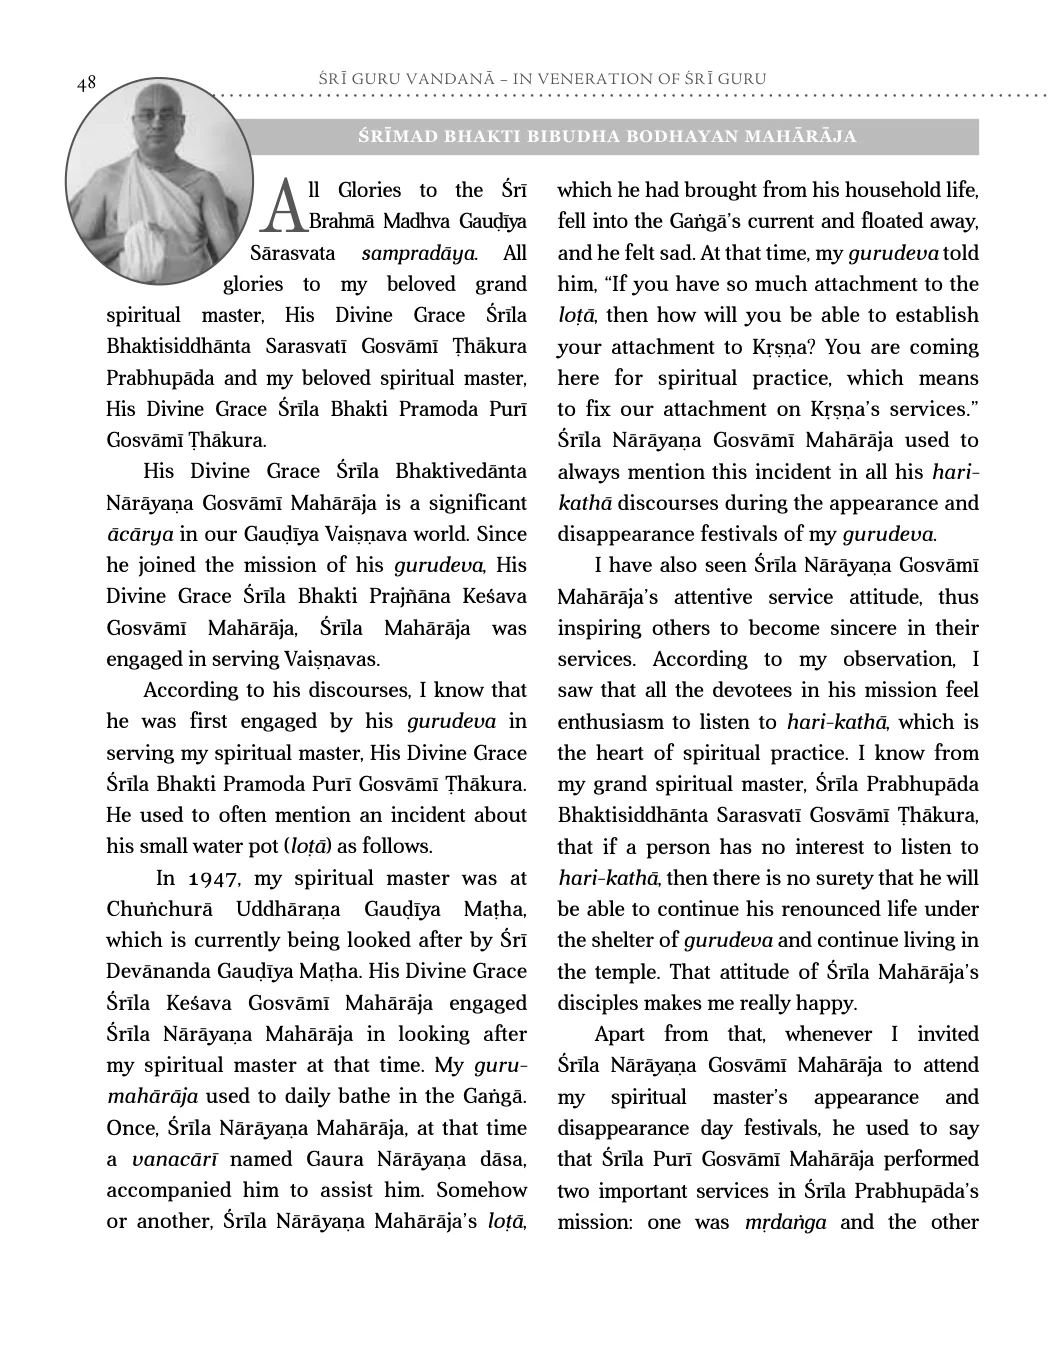 48
ŚRĪ GURU VANDANĀ – IN VENERATION OF ŚRĪ GURU
ŚRĪMAD BHAKTI BIBUDHA BODHAYAN MAHĀRĀJA
All Glories to the Śrī
Brahmā Madhva Gauḍīya
Sārasvata sampradāya. All
glories to my beloved grand
spiritual master, His Divine Grace Śrīla
Bhaktisiddhānta Sarasvatī Gosvāmī Ṭhākura
Prabhupāda and my beloved spiritual master,
His Divine Grace Śrīla Bhakti Pramoda Purī
Gosvāmī Ṭhākura.
His Divine Grace Śrīla Bhaktivedānta
Nārāyaṇa Gosvāmī Mahārāja is a significant
ācārya in our Gauḍīya Vaiṣṇava world. Since
he joined the mission of his gurudeva, His
Divine Grace Śrīla Bhakti Prajñāna Keśava
Gosvāmī Mahārāja, Śrīla Mahārāja was
engaged in serving Vaiṣṇavas.
According to his discourses, I know that
he was first engaged by his gurudeva in
serving my spiritual master, His Divine Grace
Śrīla Bhakti Pramoda Purī Gosvāmī Ṭhākura.
He used to often mention an incident about
his small water pot (loṭā) as follows.
In 1947, my spiritual master was at
Chuṅchurā Uddhāraṇa Gauḍīya Maṭha,
which is currently being looked after by Śrī
Devānanda Gauḍīya Maṭha. His Divine Grace
Śrīla Keśava Gosvāmī Mahārāja engaged
Śrīla Nārāyaṇa Mahārāja in looking after
my spiritual master at that time. My guru-
mahārāja used to daily bathe in the Gaṅgā.
Once, Śrīla Nārāyaṇa Mahārāja, at that time
a vanacārī named Gaura Nārāyaṇa dāsa,
accompanied him to assist him. Somehow
or another, Śrīla Nārāyaṇa Mahārāja's loṭā,
which he had brought from his household life,
fell into the Gaṅgā's current and floated away,
and he felt sad. At that time, my gurudeva told
him, “If you have so much attachment to the
loṭā, then how will you be able to establish
your attachment to Kṛṣṇa? You are coming
here for spiritual practice, which means
to fix our attachment on Kṛṣṇa's services.”
Śrīla Nārāyaṇa Gosvāmī Mahārāja used to
always mention this incident in all his hari-
kathā discourses during the appearance and
disappearance festivals of my gurudeva.
I have also seen Śrīla Nārāyaṇa Gosvāmī
Mahārāja's attentive service attitude, thus
inspiring others to become sincere in their
services. According to my observation, I
saw that all the devotees in his mission feel
enthusiasm to listen to hari-kathā, which is
the heart of spiritual practice. I know from
my grand spiritual master, Śrīla Prabhupāda
Bhaktisiddhānta Sarasvatī Gosvāmī Ṭhākura,
that if a person has no interest to listen to
hari-kathā, then there is no surety that he will
be able to continue his renounced life under
the shelter of gurudeva and continue living in
the temple. That attitude of Śrīla Mahārāja's
disciples makes me really happy.
Apart from that, whenever I invited
Śrīla Nārāyaṇa Gosvāmī Mahārāja to attend
my spiritual master's appearance and
disappearance day festivals, he used to say
that Śrīla Purī Gosvāmī Mahārāja performed
two important services in Śrīla Prabhupāda's
mission: one was mṛdaṅga and the other